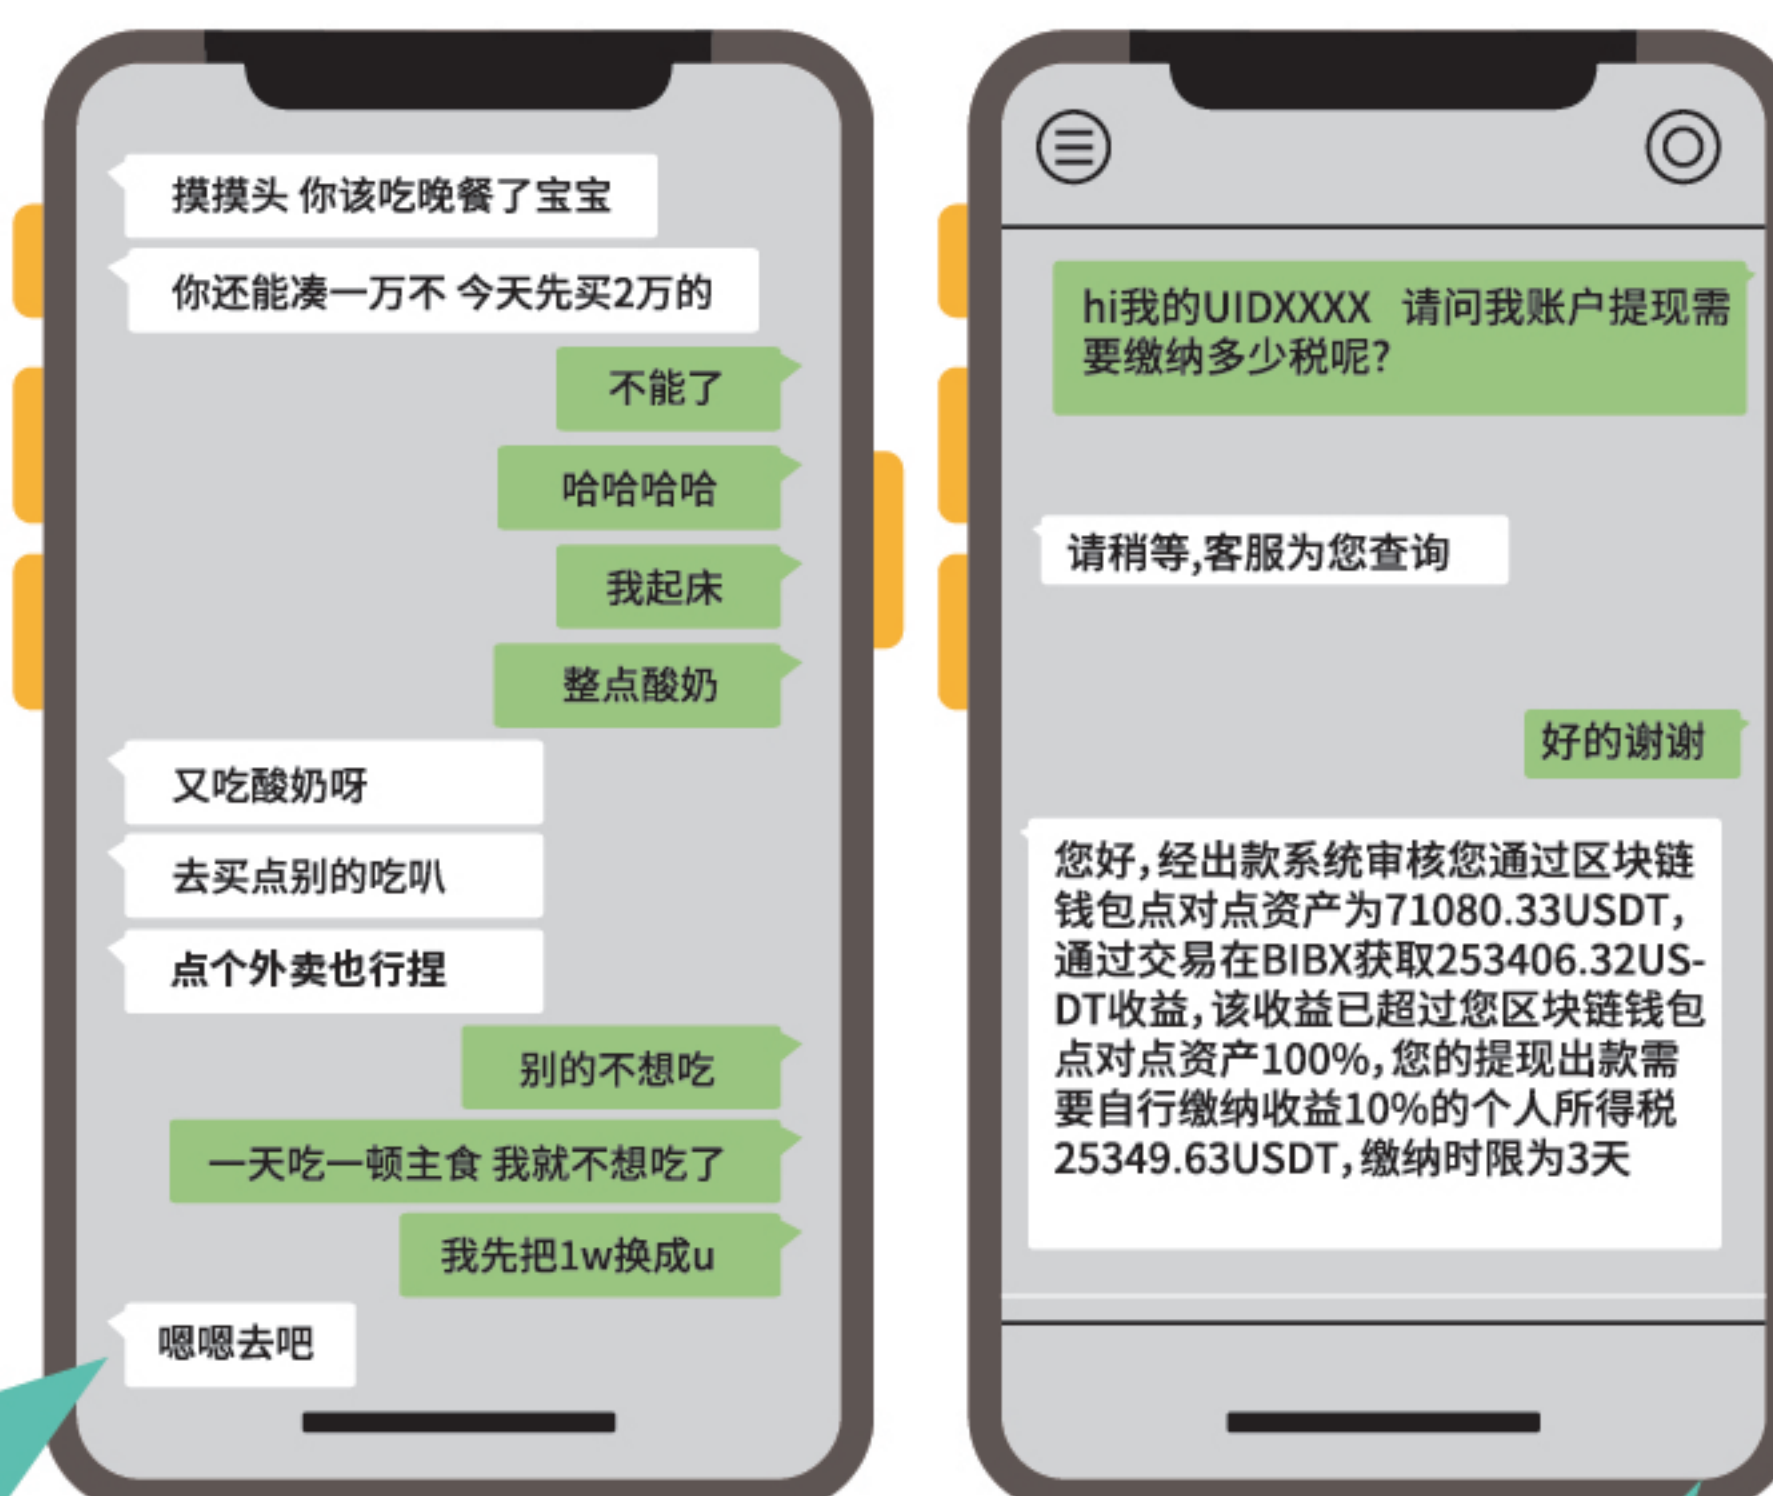 摸摸头 你该吃晚餐了宝宝
你还能凑一万不 今天先买2万的
不能了
哈哈哈哈
我起床
整点酸奶
又吃酸奶呀
去买点别的吃叭
点个外卖也行捏
别的不想吃
一天吃一顿主食 我就不想吃了
我先把1w换成u
嗯嗯去吧
hi我的UIDXXXX 请问我账户提现需
要缴纳多少税呢?
请稍等,客服为您查询
好的谢谢
您好,经出款系统审核您通过区块链
钱包点对点资产为71080.33USDT,
通过交易在BIBX获取253406.32US-
DT收益,该收益已超过您区块链钱包
点对点资产100%,您的提现出款需
要自行缴纳收益10%的个人所得税
25349.63USDT,缴纳时限为3天